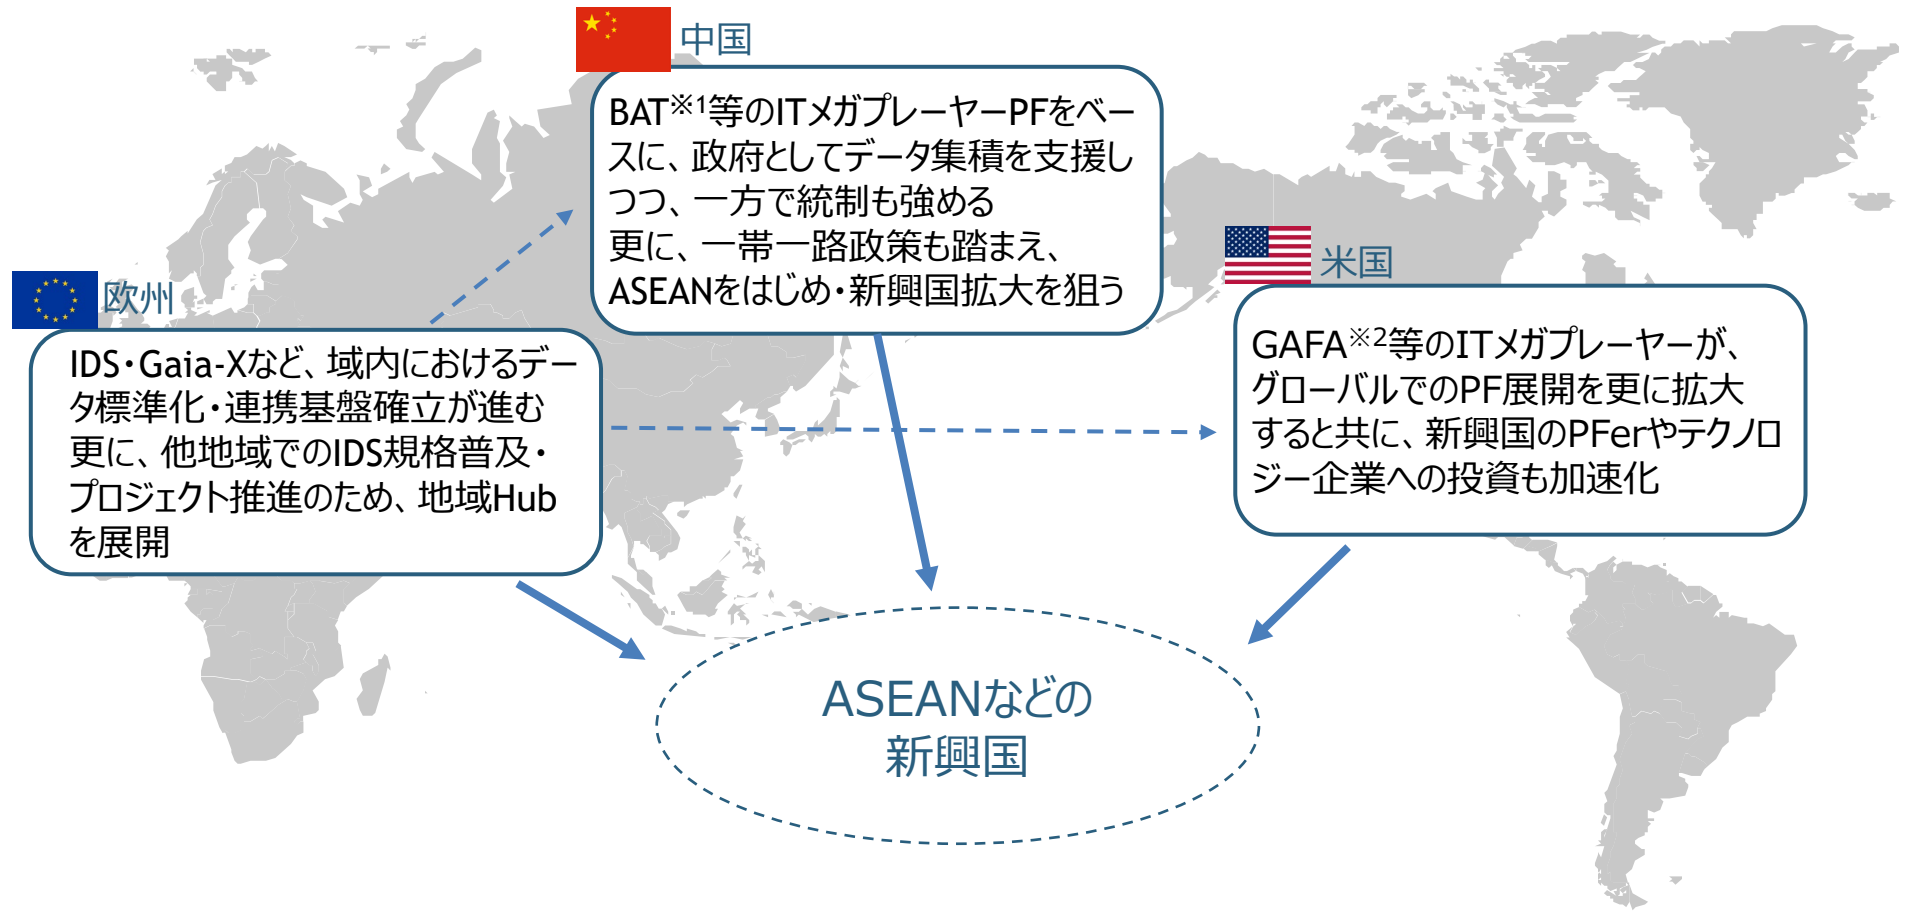 中国
BAT※1等のITメガプレーヤーPFをベー
スに、政府としてデータ集積を支援し
つつ、一方で統制も強める
更に、一帯一路政策も踏まえ、
ASEANをはじめ・新興国拡大を狙う
米国
GAFA※2等のITメガプレーヤーが、
グローバルでのPF展開を更に拡大
すると共に、新興国のPFerやテクノロ
ジー企業への投資も加速化
欧州
IDS・Gaia-Xなど、域内におけるデー
タ標準化・連携基盤確立が進む
更に、他地域でのIDS規格普及・
プロジェクト推進のため、地域Hub
を展開
ASEANなどの
新興国